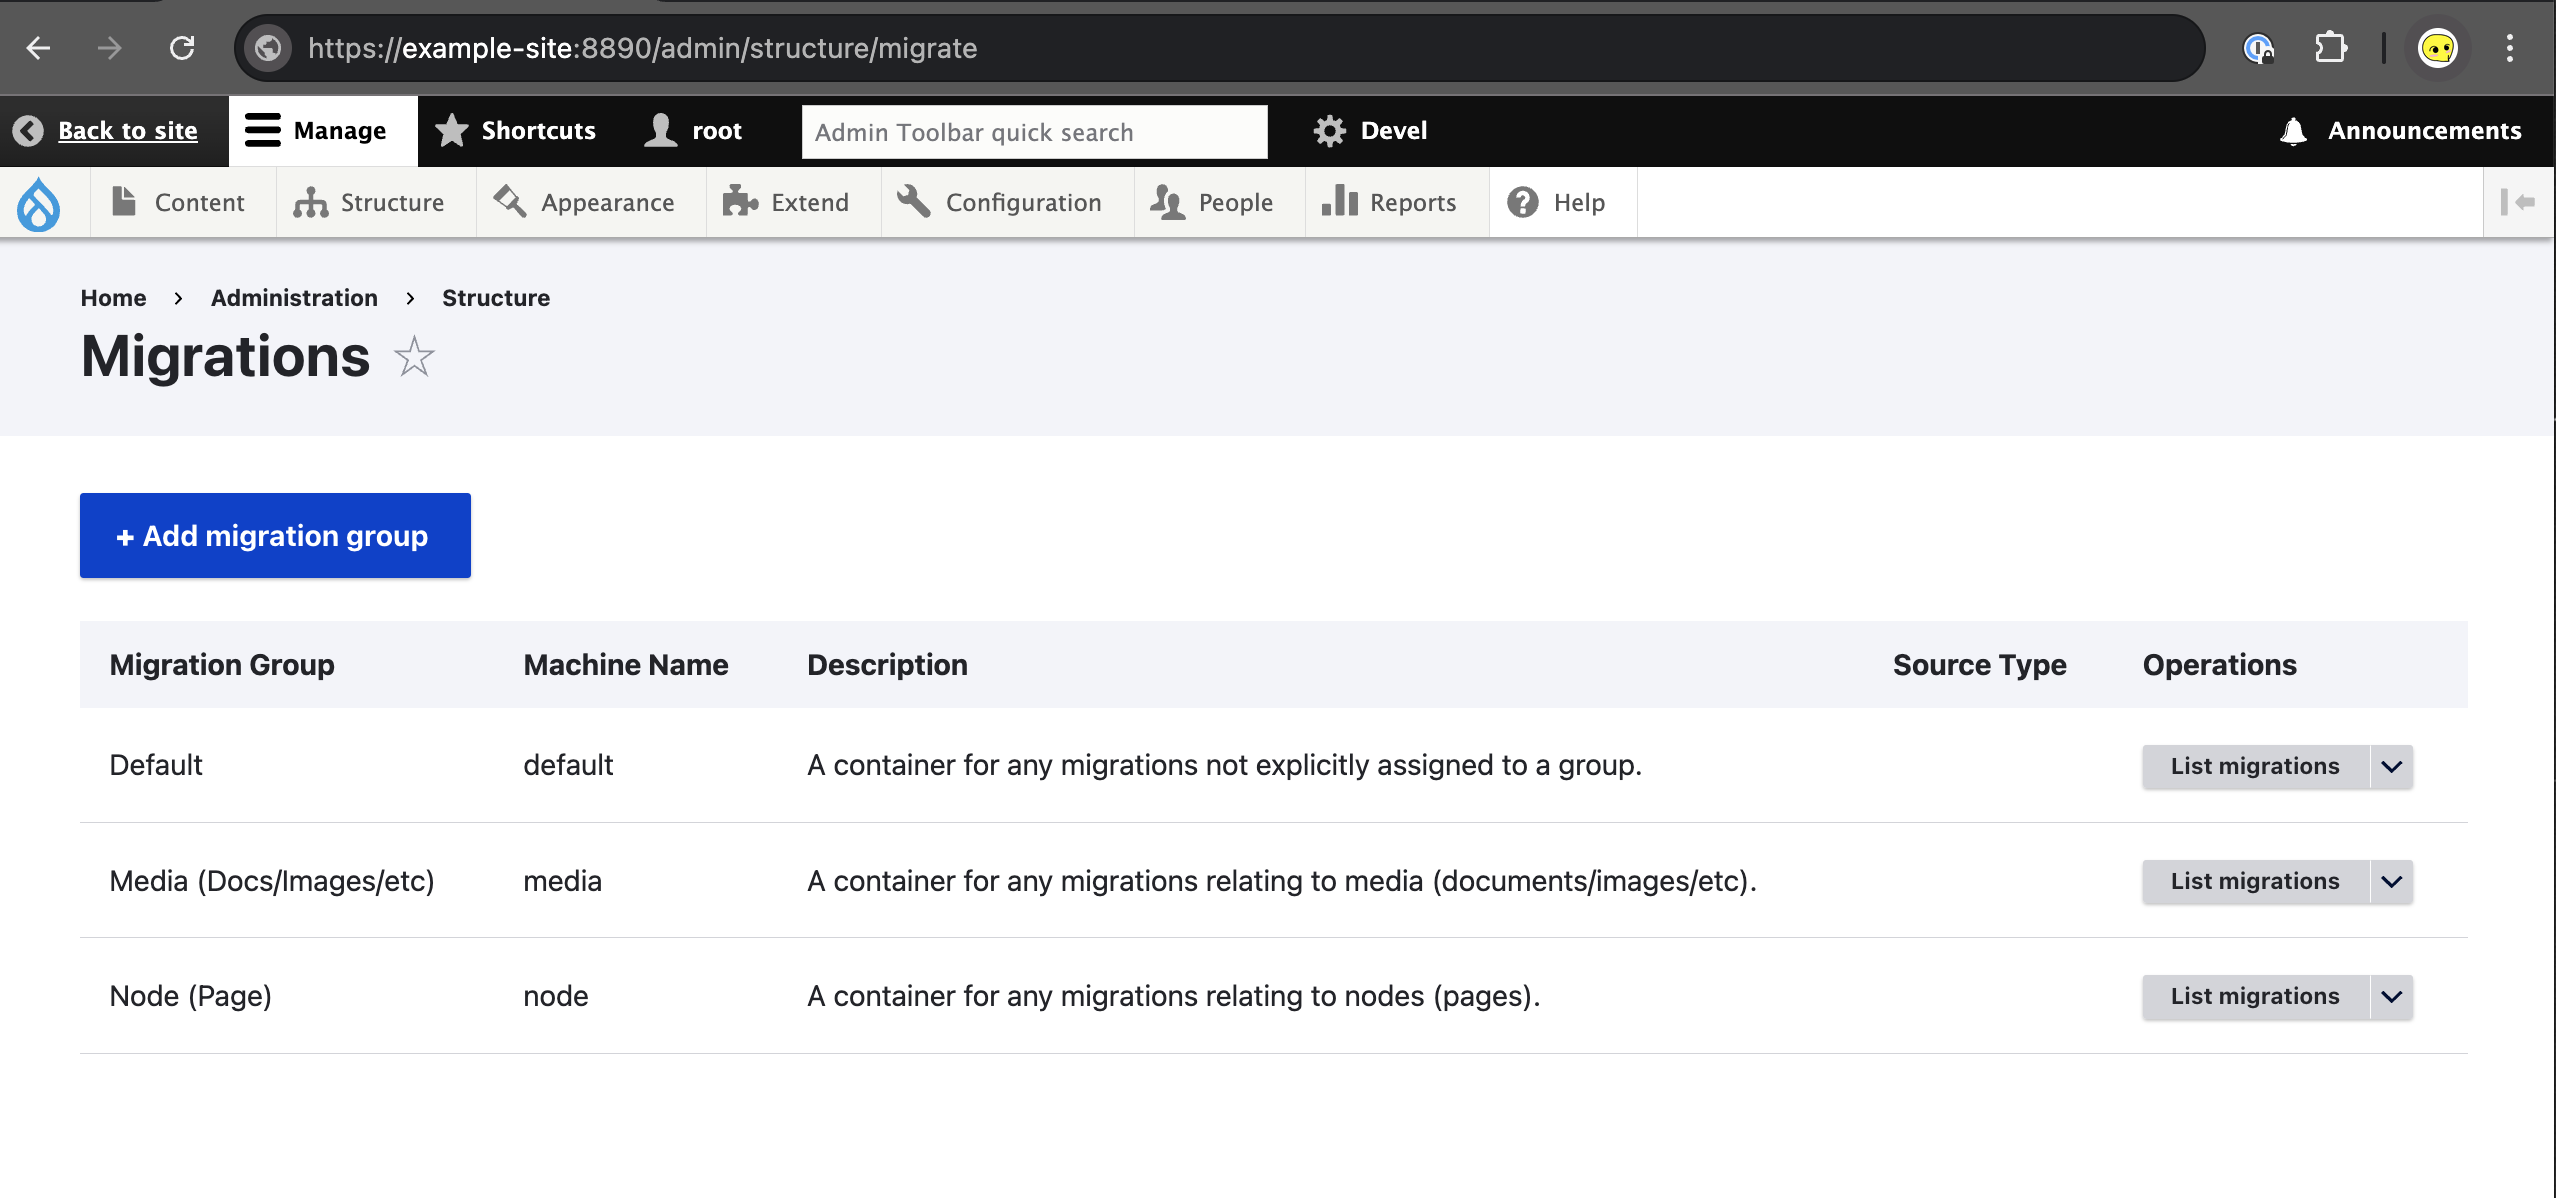 https://example-site:8890/admin/structure/migrate
Back to site Manage Shortcuts root Admin Toolbar quick search Devel Announcements
Content Structure Appearance Extend Configuration People Reports Help
Home > Administration > Structure
Migrations
+ Add migration group
Migration Group Machine Name Description Source Type Operations
Default default A container for any migrations not explicitly assigned to a group. List migrations
Media (Docs/Images/etc) media A container for any migrations relating to media (documents/images/etc). List migrations
Node (Page) node A container for any migrations relating to nodes (pages). List migrations